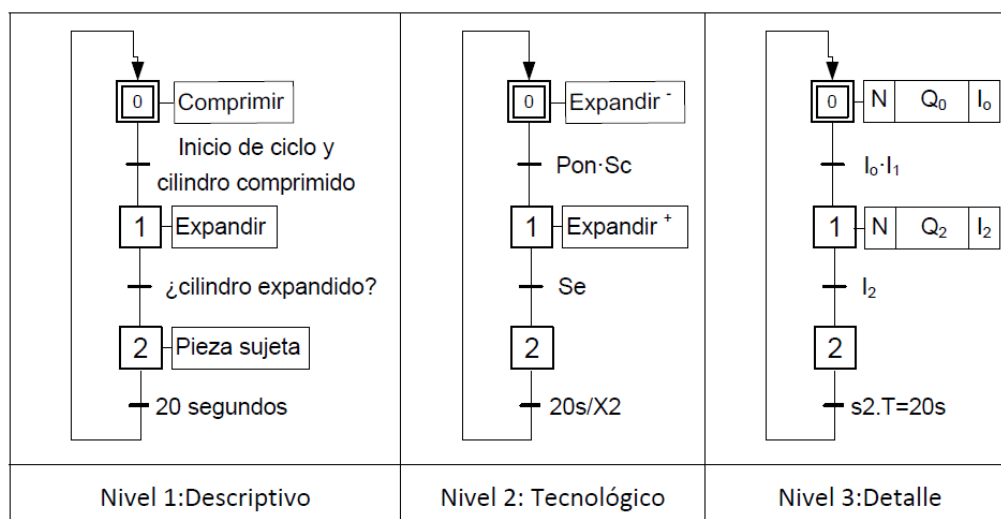 0
Comprimir
Inicio de ciclo y
cilindro comprimido
1
Expandir
¿cilindro expandido?
2
Pieza sujeta
20 segundos
Nivel 1:Descriptivo
0
Expandir -
Pon·Sc
1
Expandir +
Se
2
20s/X2
Nivel 2: Tecnológico
0
N Q₀ Iₒ
Iₒ·I₁
1
N Q₂ I₂
I₂
2
s2.T=20s
Nivel 3:Detalle